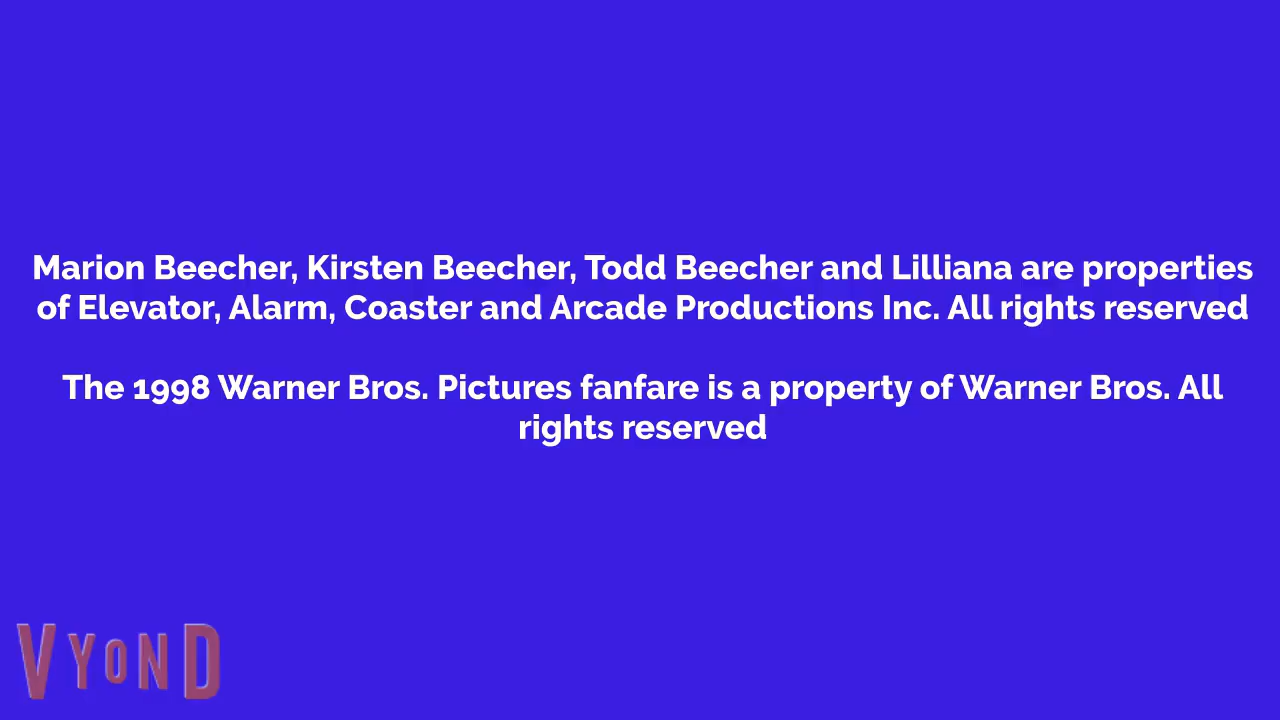 Marion Beecher, Kirsten Beecher, Todd Beecher and Lilliana are properties
of Elevator, Alarm, Coaster and Arcade Productions Inc. All rights reserved
The 1998 Warner Bros. Pictures fanfare is a property of Warner Bros. All
rights reserved
VYOND